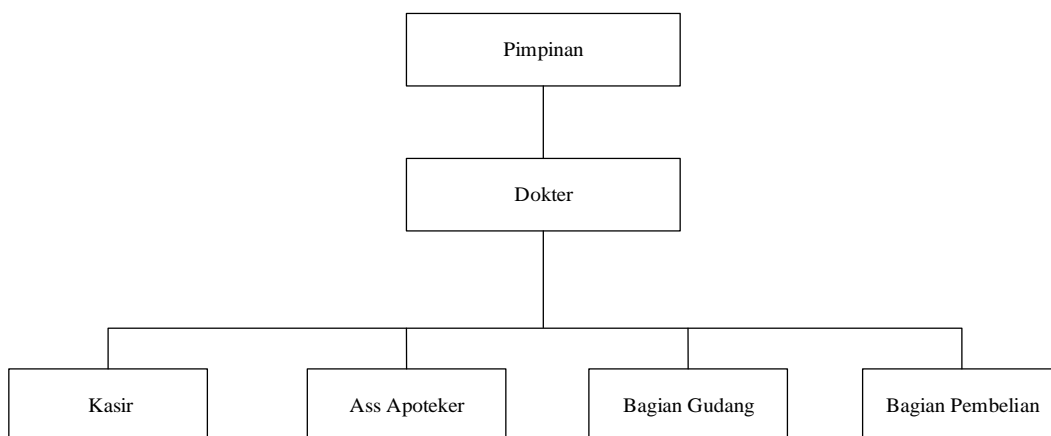 Pimpinan
Dokter
Kasir
Ass Apoteker
Bagian Gudang
Bagian Pembelian